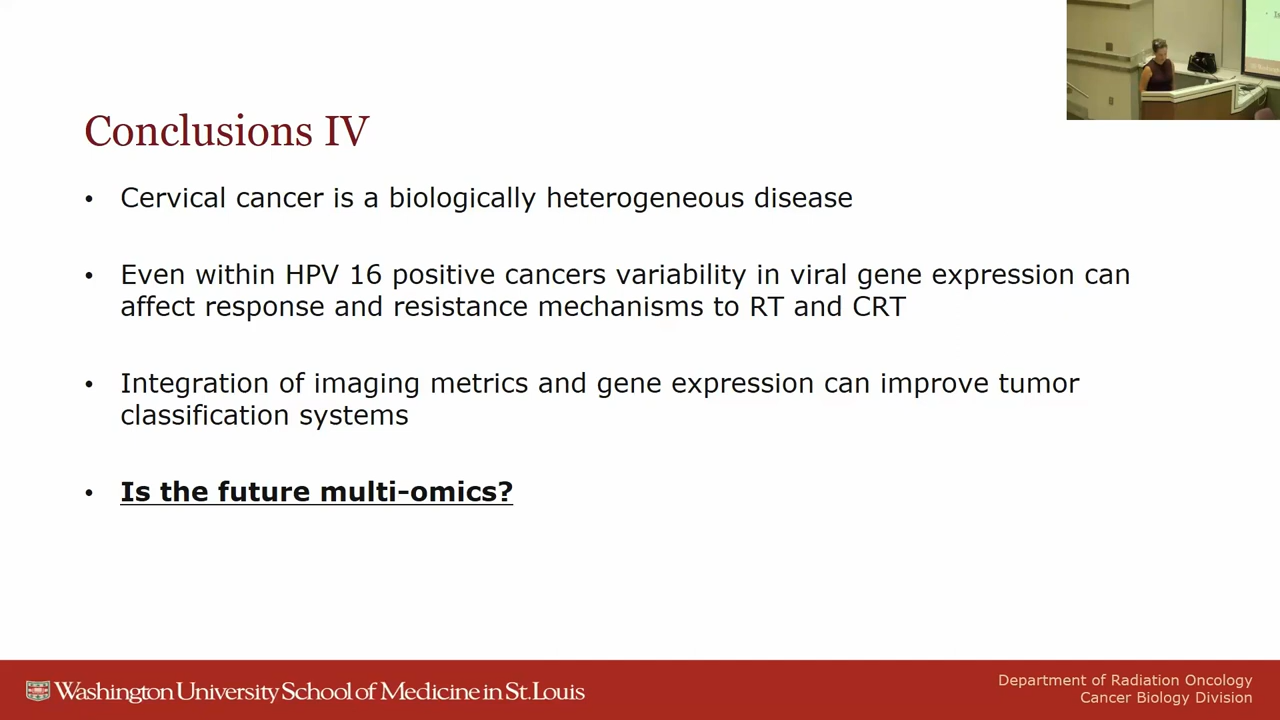 Conclusions IV
• Cervical cancer is a biologically heterogeneous disease
• Even within HPV 16 positive cancers variability in viral gene expression can
affect response and resistance mechanisms to RT and CRT
• Integration of imaging metrics and gene expression can improve tumor
classification systems
• Is the future multi-omics?
Washington University School of Medicine in St. Louis
Department of Radiation Oncology
Cancer Biology Division